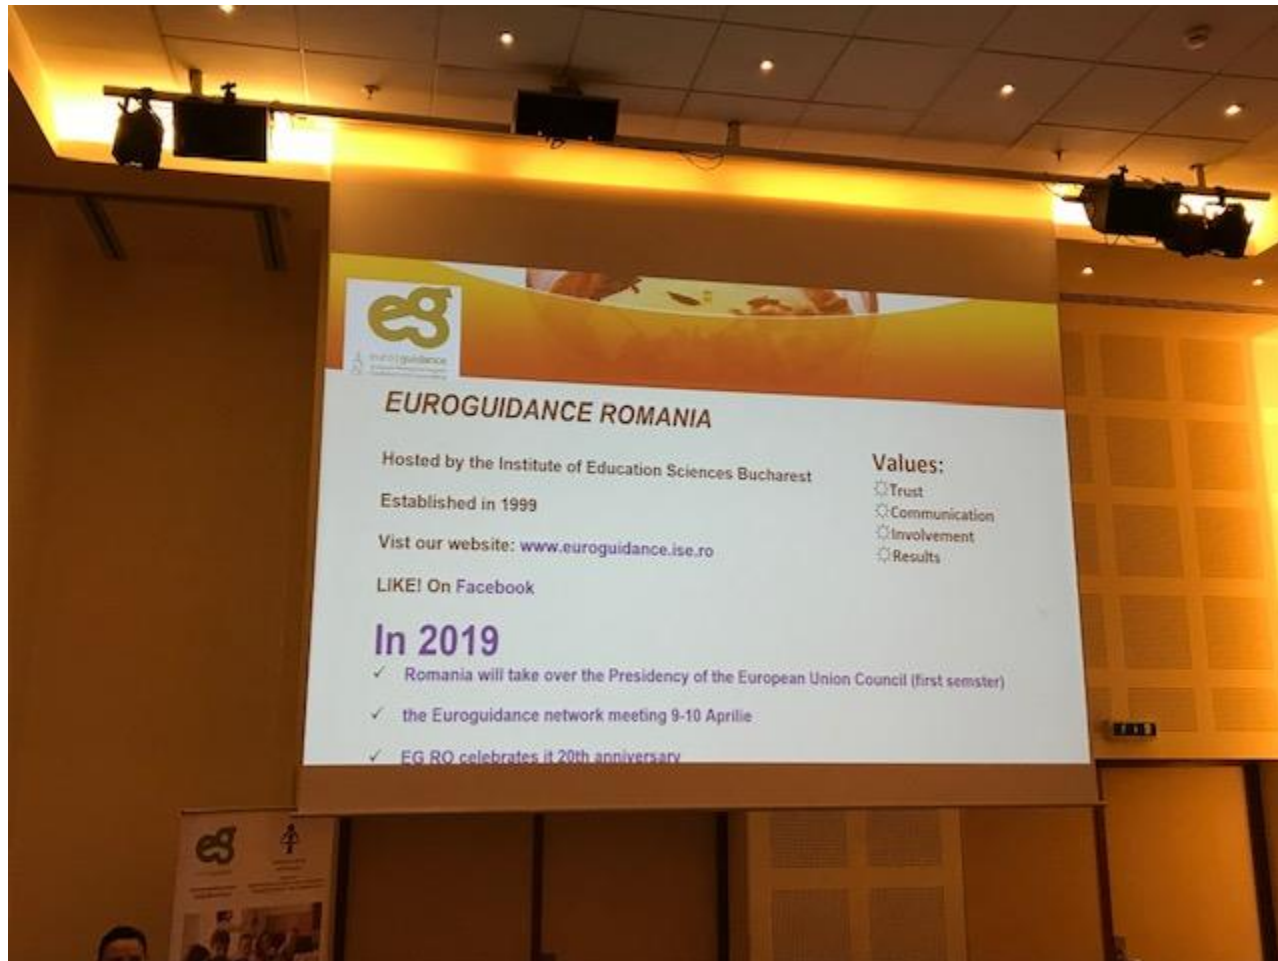 eg
euro|guidance
EUROGUIDANCE ROMANIA
Hosted by the Institute of Education Sciences Bucharest
Established in 1999
Vist our website: www.euroguidance.ise.ro
LIKE! On Facebook
Values:
Trust
Communication
Involvement
Results
In 2019
✓ Romania will take over the Presidency of the European Union Council (first semster)
✓ the Euroguidance network meeting 9-10 Aprilie
✓ EG RO celebrates it 20th anniversary
eg